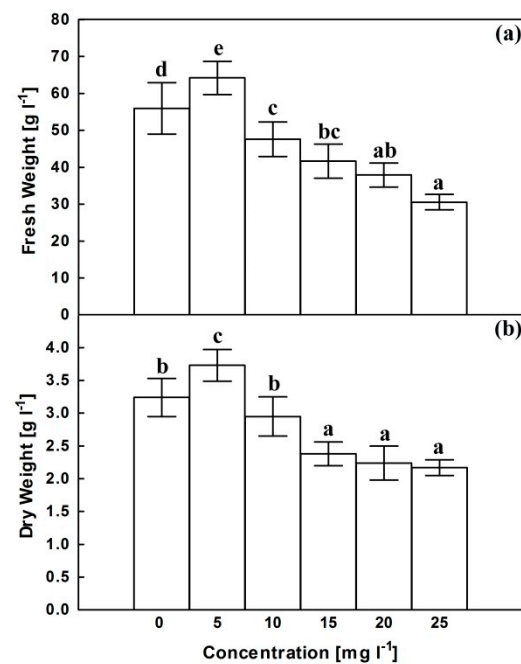 (a)
Fresh Weight [g l-1]
80
70
60
50
40
30
20
10
0
d
e
c
bc
ab
a
(b)
Dry Weight [g l-1]
4.0
3.5
3.0
2.5
2.0
1.5
1.0
0.5
0.0
b
c
b
a
a
a
0 5 10 15 20 25
Concentration [mg l-1]